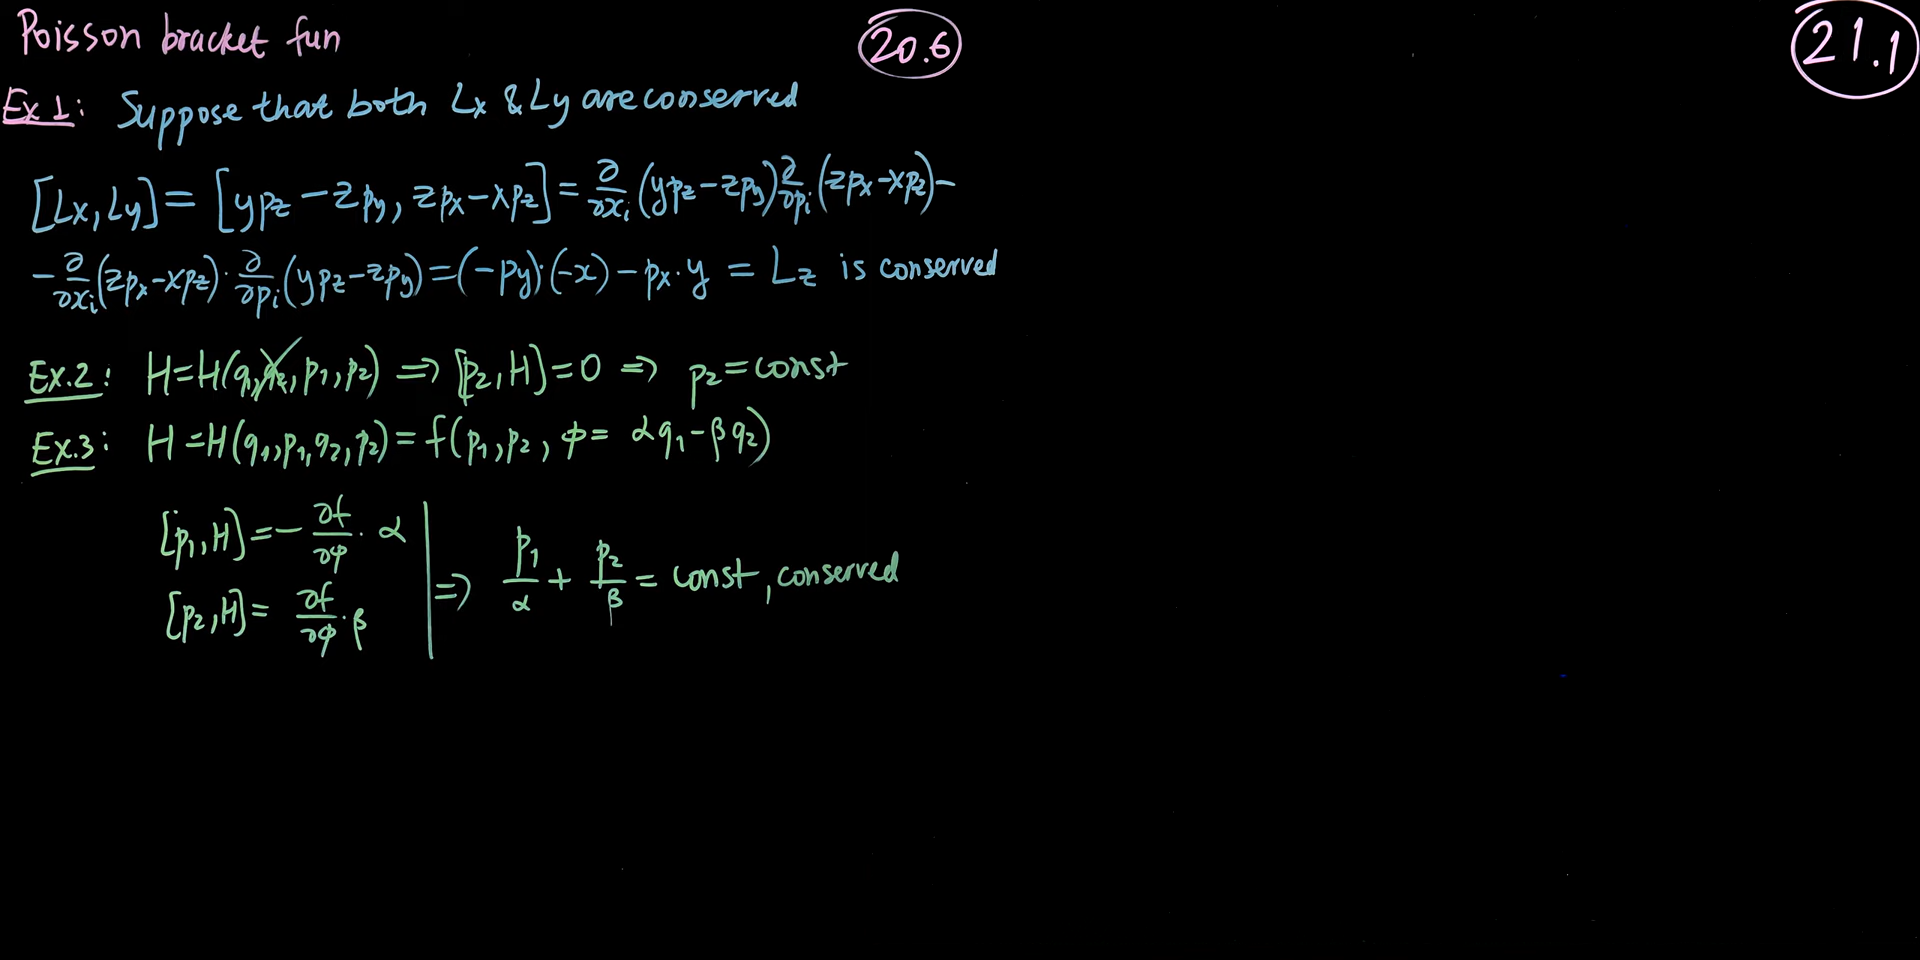 Poisson bracket fun
20.6
21.1
Ex 1: Suppose that both Lx & Ly are conserved
[Lx, Ly] = [ypz − zpy, zpx − xpz] = ∂/∂xi (ypz − zpy) ∂/∂pi (zpx − xpz) −
− ∂/∂xi (zpx − xpz) · ∂/∂pi (ypz − zpy) = (−py)·(−x) − px · y = Lz is conserved
Ex.2: H = H(q1, q2, p1, p2) ⇒ [p2, H] = 0 ⇒ p2 = const
Ex.3: H = H(q1, p1, q2, p2) = f(p1, p2, φ = αq1 − βq2)
[p1, H] = − ∂f/∂φ · α
[p2, H] = ∂f/∂φ · β
⇒ p1/α + p2/β = const, conserved